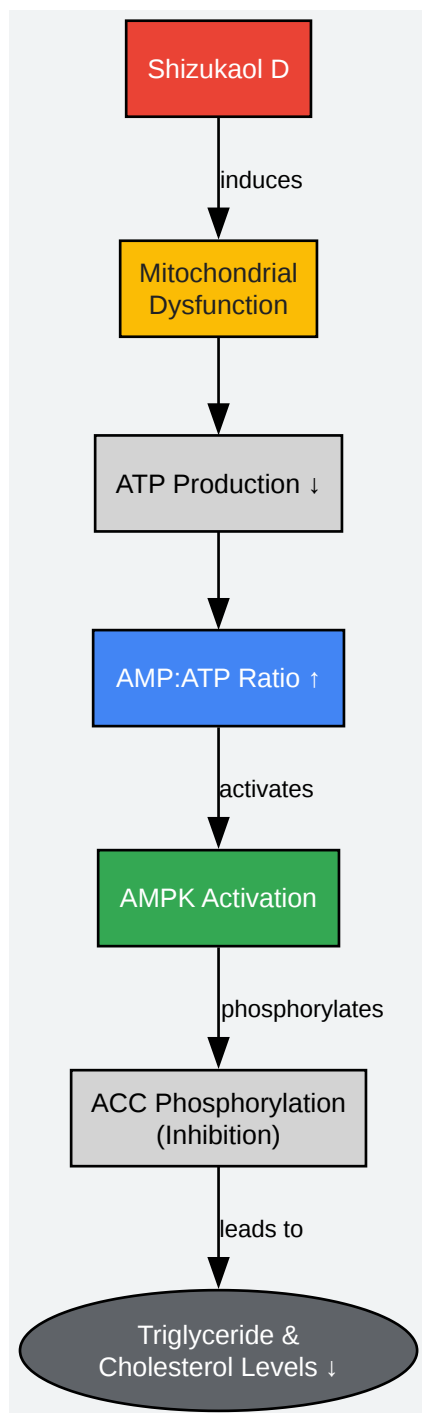 Shizukaol D
induces
Mitochondrial
Dysfunction
ATP Production ↓
AMP:ATP Ratio ↑
activates
AMPK Activation
phosphorylates
ACC Phosphorylation
(Inhibition)
leads to
Triglyceride &
Cholesterol Levels ↓